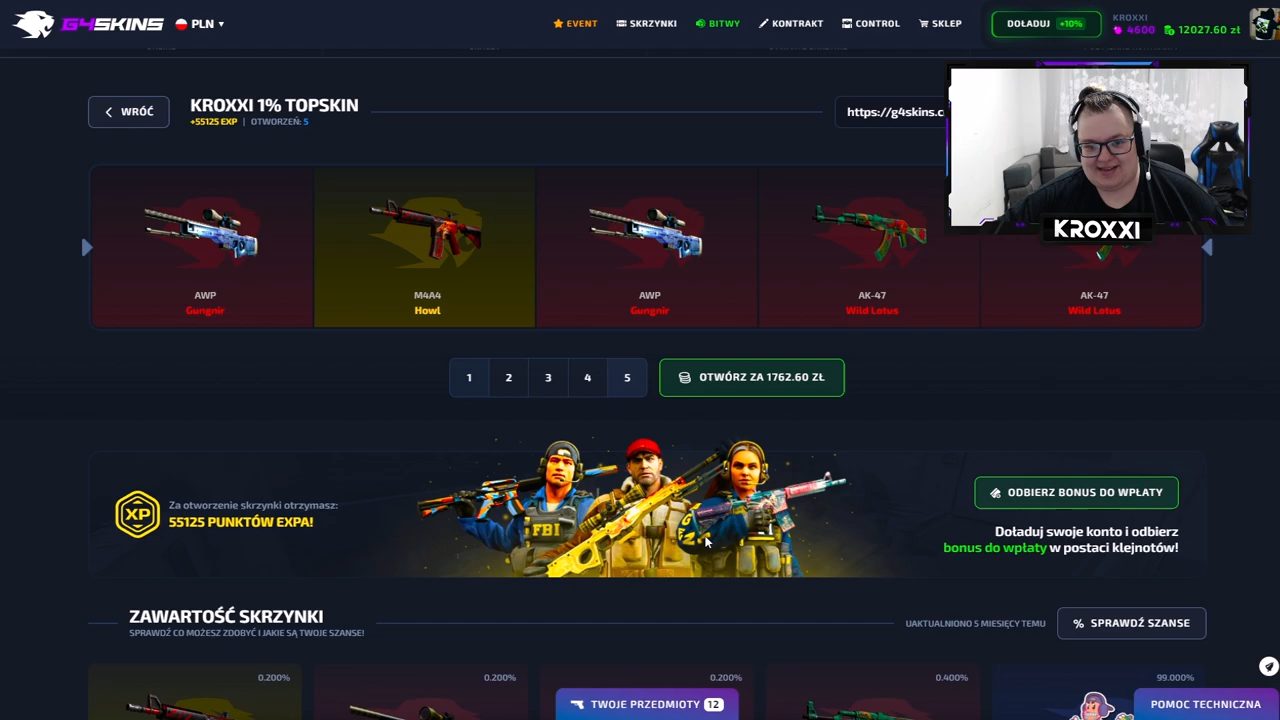 G4SKINS
PLN
EVENT
SKRZYNKI
BITWY
KONTRAKT
CONTROL
SKLEP
DOŁADUJ +10%
KROXXI
4600 12027.60 zł
WRÓĆ
KROXXI 1% TOPSKIN
+55125 EXP | OTWORZEŃ: 5
https://g4skins.c
KROXXI
AWP
Gungnir
M4A4
Howl
AWP
Gungnir
AK-47
Wild Lotus
AK-47
Wild Lotus
1 2 3 4 5
OTWÓRZ ZA 1762.60 ZŁ
XP
Za otworzenie skrzynki otrzymasz:
55125 PUNKTÓW EXPA!
FBI
ODBIERZ BONUS DO WPŁATY
Doładuj swoje konto i odbierz
bonus do wpłaty w postaci klejnotów!
ZAWARTOŚĆ SKRZYNKI
SPRAWDŹ CO MOŻESZ ZDOBYĆ I JAKIE SĄ TWOJE SZANSE!
UAKTUALNIONO 5 MIESIĘCY TEMU
% SPRAWDŹ SZANSE
0.200%
0.200%
0.200%
0.400%
99.000%
TWOJE PRZEDMIOTY 12
POMOC TECHNICZNA